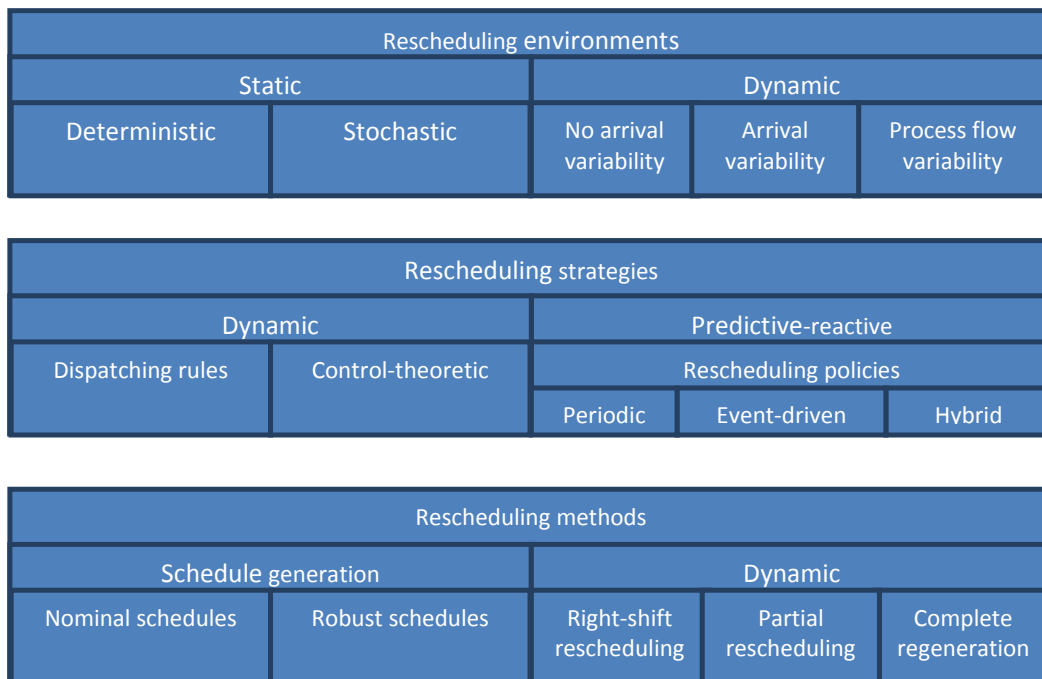 Rescheduling environments
Static
Dynamic
Deterministic
Stochastic
No arrival
variability
Arrival
variability
Process flow
variability
Rescheduling strategies
Dynamic
Predictive-reactive
Dispatching rules
Control-theoretic
Rescheduling policies
Periodic
Event-driven
Hybrid
Rescheduling methods
Schedule generation
Dynamic
Nominal schedules
Robust schedules
Right-shift
rescheduling
Partial
rescheduling
Complete
regeneration